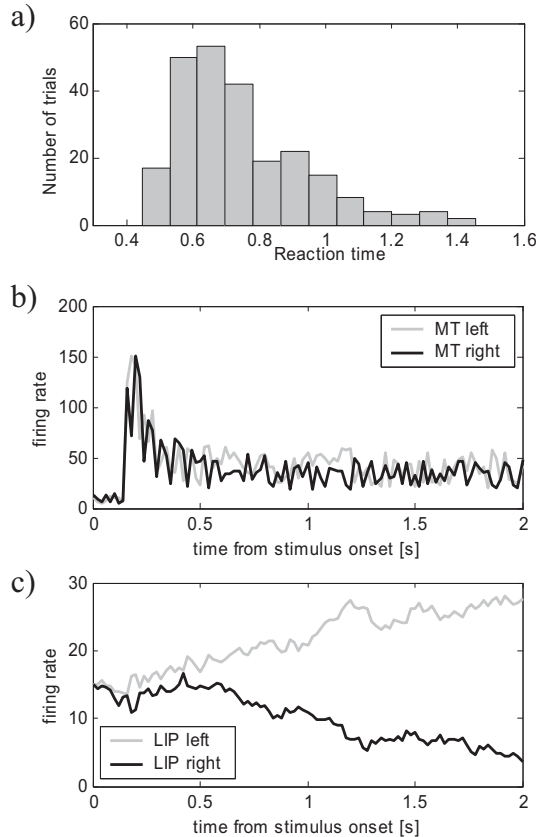 a)
60
40
20
0
Number of trials
0.4 0.6 0.8 1 1.2 1.4 1.6
Reaction time
b)
200
150
100
50
0
firing rate
MT left
MT right
0 0.5 1 1.5 2
time from stimulus onset [s]
c)
30
20
10
0
firing rate
LIP left
LIP right
0 0.5 1 1.5 2
time from stimulus onset [s]